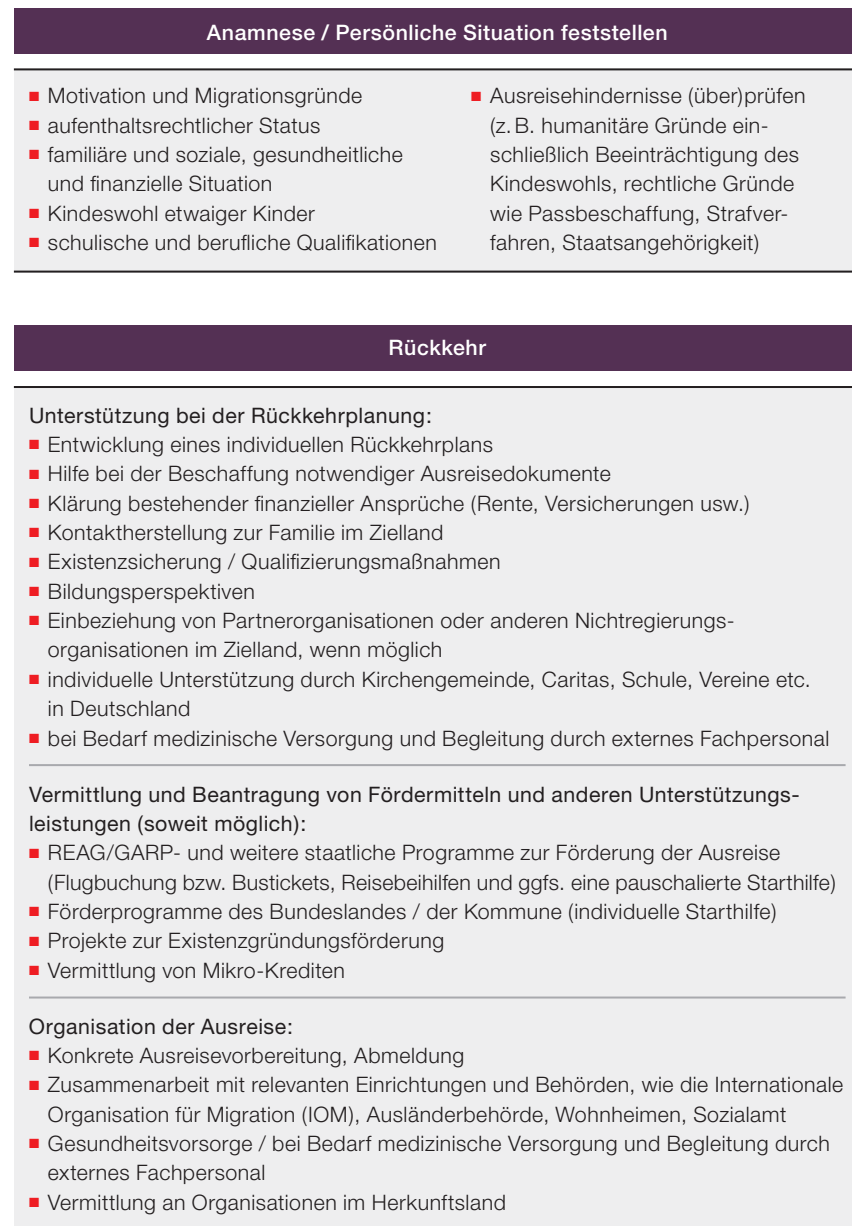 Anamnese / Persönliche Situation feststellen
■ Motivation und Migrationsgründe
■ aufenthaltsrechtlicher Status
■ familiäre und soziale, gesundheitliche
und finanzielle Situation
■ Kindeswohl etwaiger Kinder
■ schulische und berufliche Qualifikationen
■ Ausreisehindernisse (über)prüfen
(z. B. humanitäre Gründe ein-
schließlich Beeinträchtigung des
Kindeswohls, rechtliche Gründe
wie Passbeschaffung, Strafver-
fahren, Staatsangehörigkeit)
Rückkehr
Unterstützung bei der Rückkehrplanung:
■ Entwicklung eines individuellen Rückkehrplans
■ Hilfe bei der Beschaffung notwendiger Ausreisedokumente
■ Klärung bestehender finanzieller Ansprüche (Rente, Versicherungen usw.)
■ Kontaktherstellung zur Familie im Zielland
■ Existenzsicherung / Qualifizierungsmaßnahmen
■ Bildungsperspektiven
■ Einbeziehung von Partnerorganisationen oder anderen Nichtregierungs-
organisationen im Zielland, wenn möglich
■ individuelle Unterstützung durch Kirchengemeinde, Caritas, Schule, Vereine etc.
in Deutschland
■ bei Bedarf medizinische Versorgung und Begleitung durch externes Fachpersonal
Vermittlung und Beantragung von Fördermitteln und anderen Unterstützungs-
leistungen (soweit möglich):
■ REAG/GARP- und weitere staatliche Programme zur Förderung der Ausreise
(Flugbuchung bzw. Bustickets, Reisebeihilfen und ggfs. eine pauschalierte Starthilfe)
■ Förderprogramme des Bundeslandes / der Kommune (individuelle Starthilfe)
■ Projekte zur Existenzgründungsförderung
■ Vermittlung von Mikro-Krediten
Organisation der Ausreise:
■ Konkrete Ausreisevorbereitung, Abmeldung
■ Zusammenarbeit mit relevanten Einrichtungen und Behörden, wie die Internationale
Organisation für Migration (IOM), Ausländerbehörde, Wohnheimen, Sozialamt
■ Gesundheitsvorsorge / bei Bedarf medizinische Versorgung und Begleitung durch
externes Fachpersonal
■ Vermittlung an Organisationen im Herkunftsland